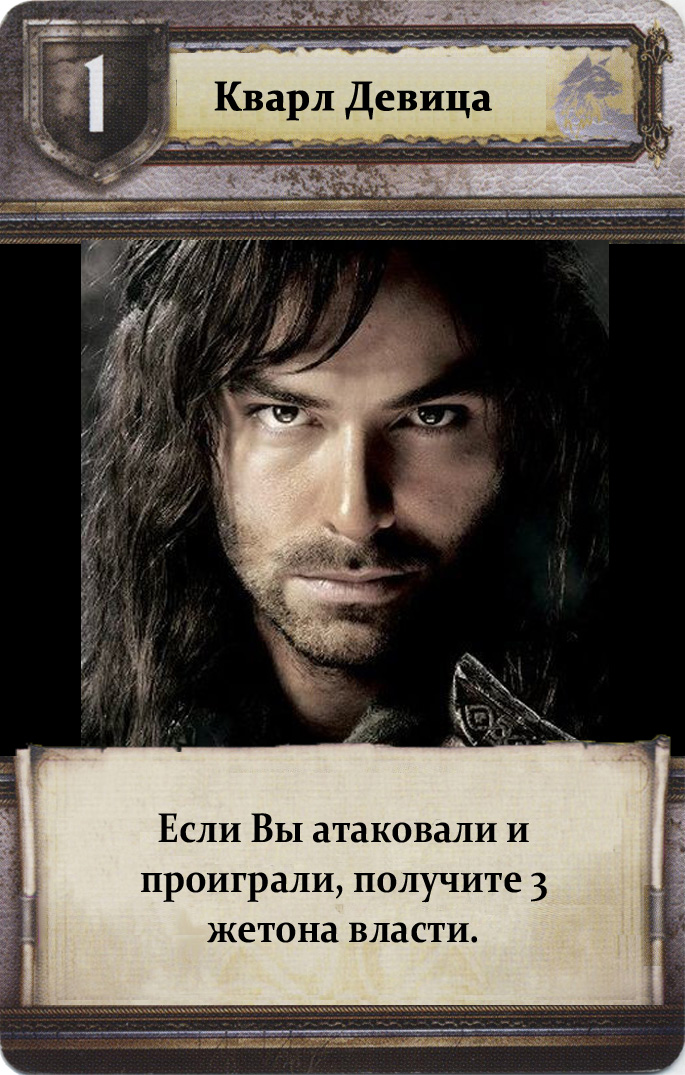 1
Кварл Девица
Если Вы атаковали и
проиграли, получите 3
жетона власти.